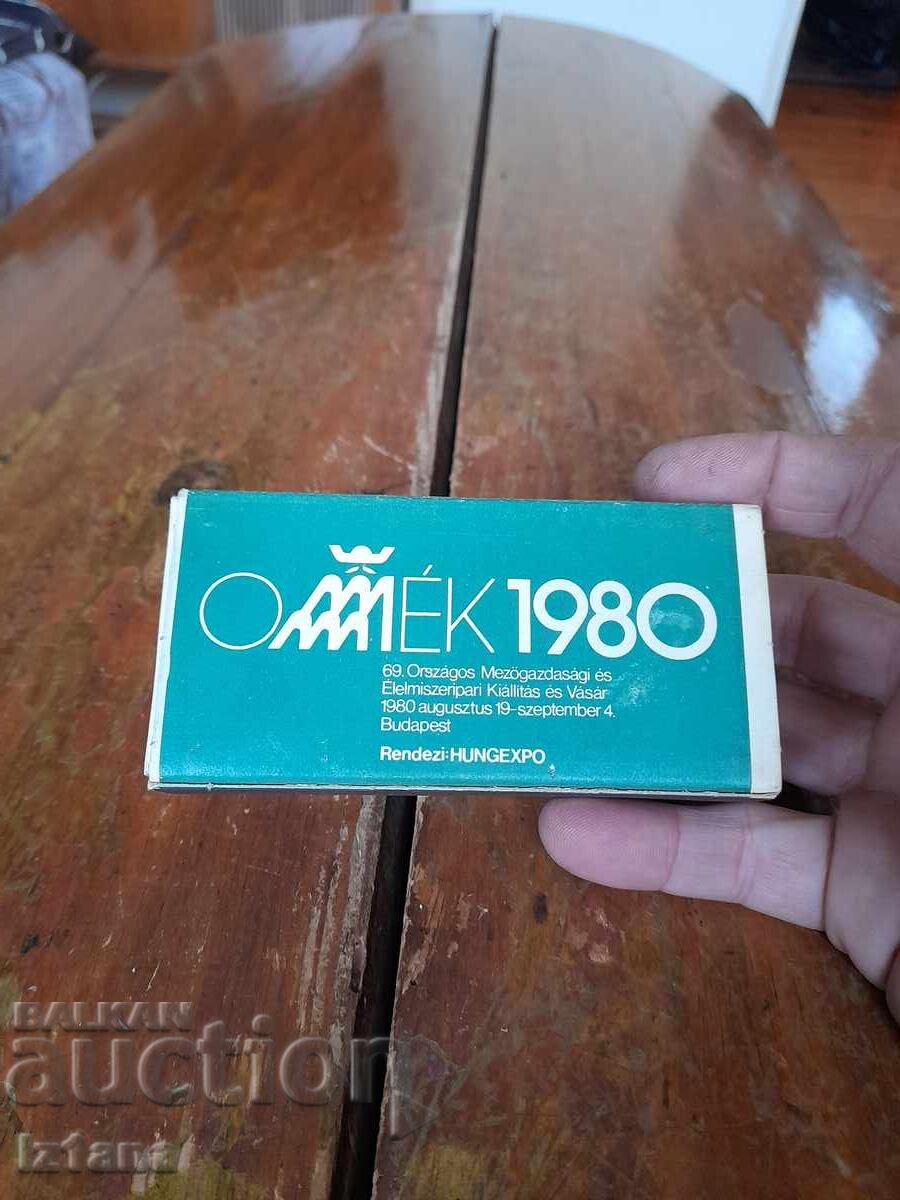 OMÉK 1980
69. Országos Mezőgazdasági és
Élelmiszeripari Kiállítás és Vásár
1980 augusztus 19-szeptember 4.
Budapest
Rendezi: HUNGEXPO
BALKAN
auction
iztana